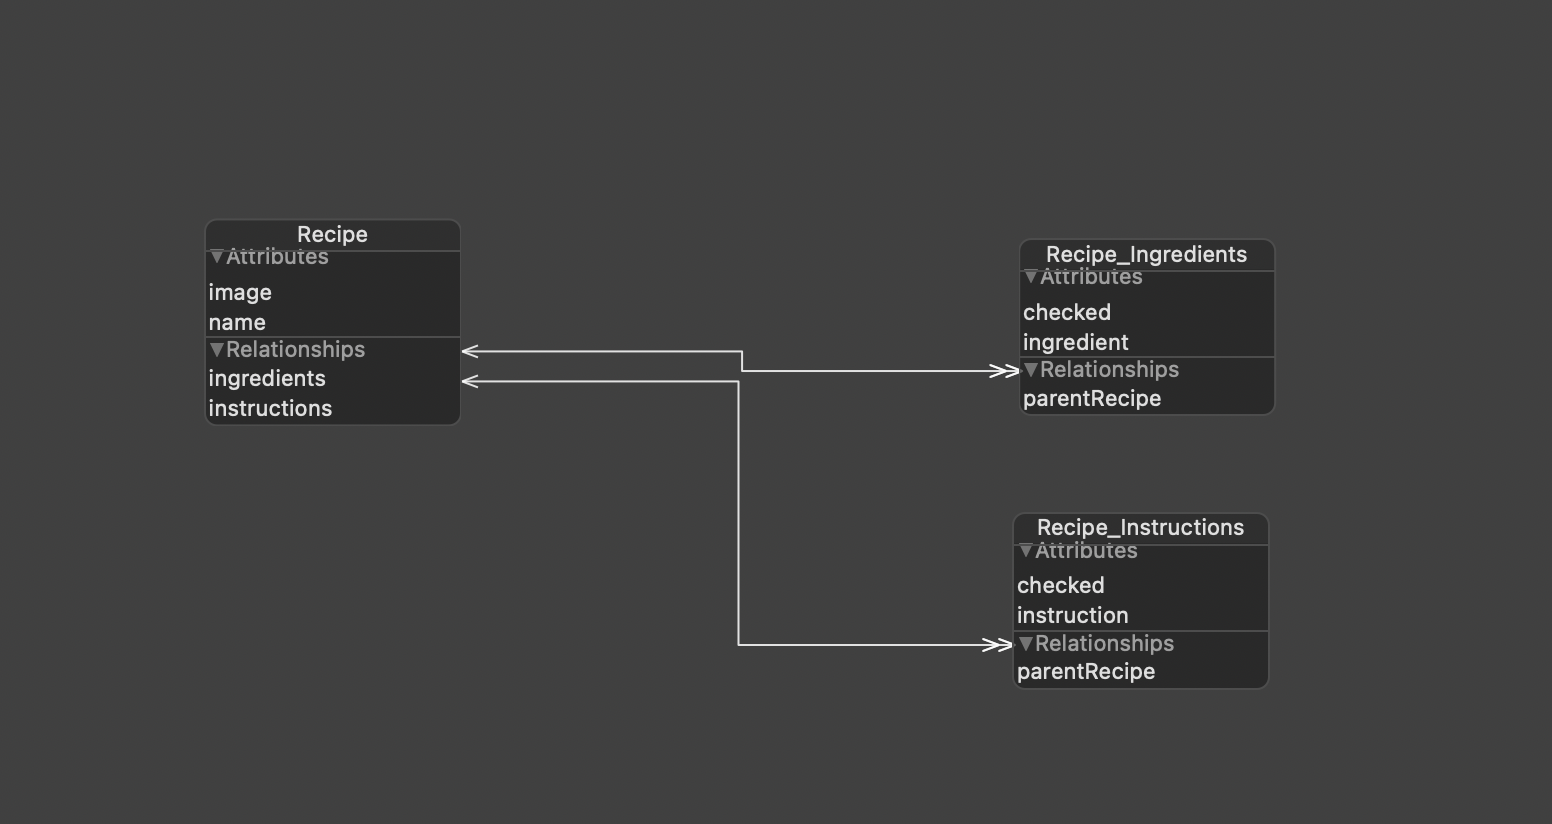 Recipe
▼Attributes
image
name
▼Relationships
ingredients
instructions
Recipe_Ingredients
▼Attributes
checked
ingredient
▼Relationships
parentRecipe
Recipe_Instructions
▼Attributes
checked
instruction
▼Relationships
parentRecipe